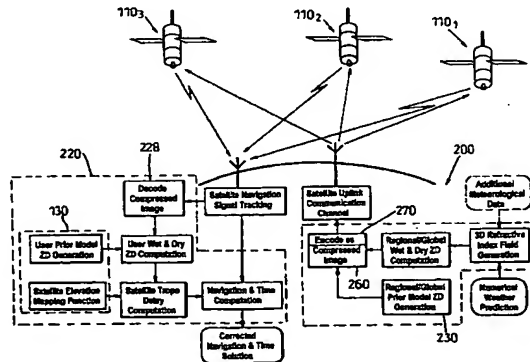 110₃
110₂
110₁
220
228
200
Decode
Compressed
Image
Satellite Navigation
Signal Tracking
Satellite Uplink
Communication
Channel
270
Additional
Meteorological
Data
130
User Prior Model
ZD Generation
User Wet & Dry
ZD Computation
Encode as
Compressed
Image
Regional/Global
Wet & Dry ZD
Computation
3D Refractive
Index Field
Generation
260
Satellite Elevation
Mapping Function
Satellite Tropo
Delay
Computation
Navigation & Time
Computation
Regional/Global
Prior Model ZD
Generation
230
Numerical
Weather
Prediction
Corrected
Navigation & Time
Solution